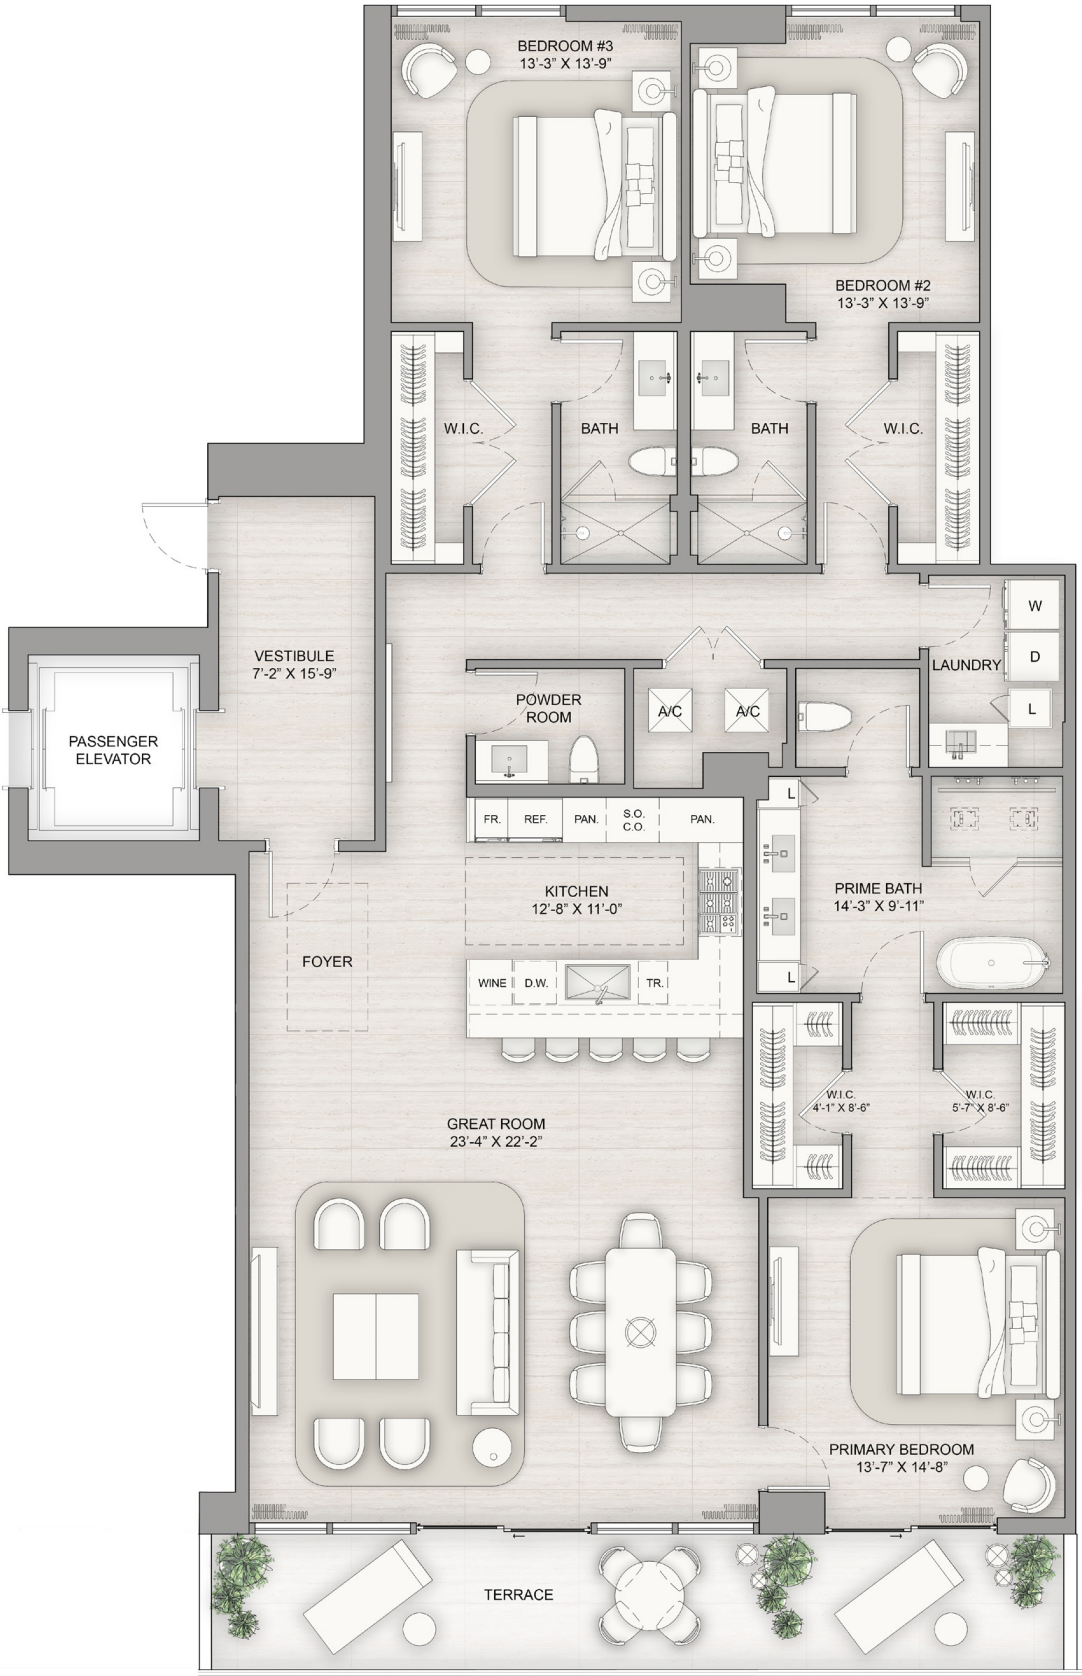 BEDROOM #3
13'-3" X 13'-9"
BEDROOM #2
13'-3" X 13'-9"
W.I.C.
BATH
BATH
W.I.C.
VESTIBULE
7'-2" X 15'-9"
W
D
LAUNDRY
L
POWDER
ROOM
A/C
A/C
PASSENGER
ELEVATOR
L
FR.
REF.
PAN.
S.O.
C.O.
PAN.
KITCHEN
12'-8" X 11'-0"
PRIME BATH
14'-3" X 9'-11"
FOYER
WINE
D.W.
TR.
L
W.I.C.
4'-1" X 8'-6"
W.I.C.
5'-7" X 8'-6"
GREAT ROOM
23'-4" X 22'-2"
PRIMARY BEDROOM
13'-7" X 14'-8"
TERRACE